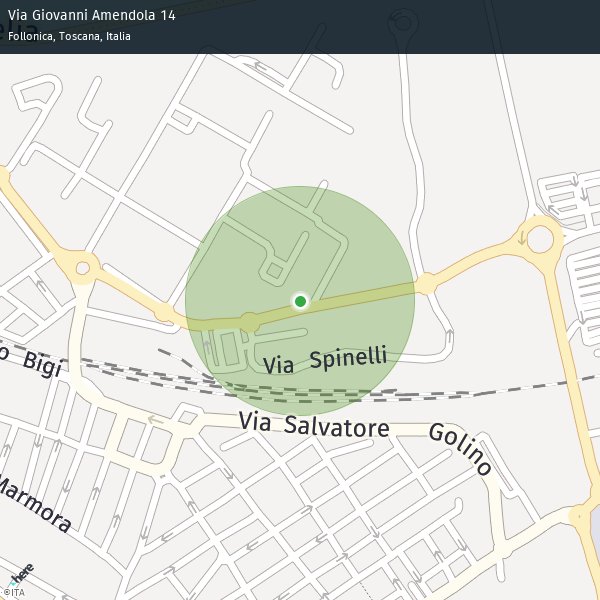 Via Giovanni Amendola 14
Follonica, Toscana, Italia
Via Spinelli
Bigi
Via Salvatore Golino
Marmora
here
©ITA